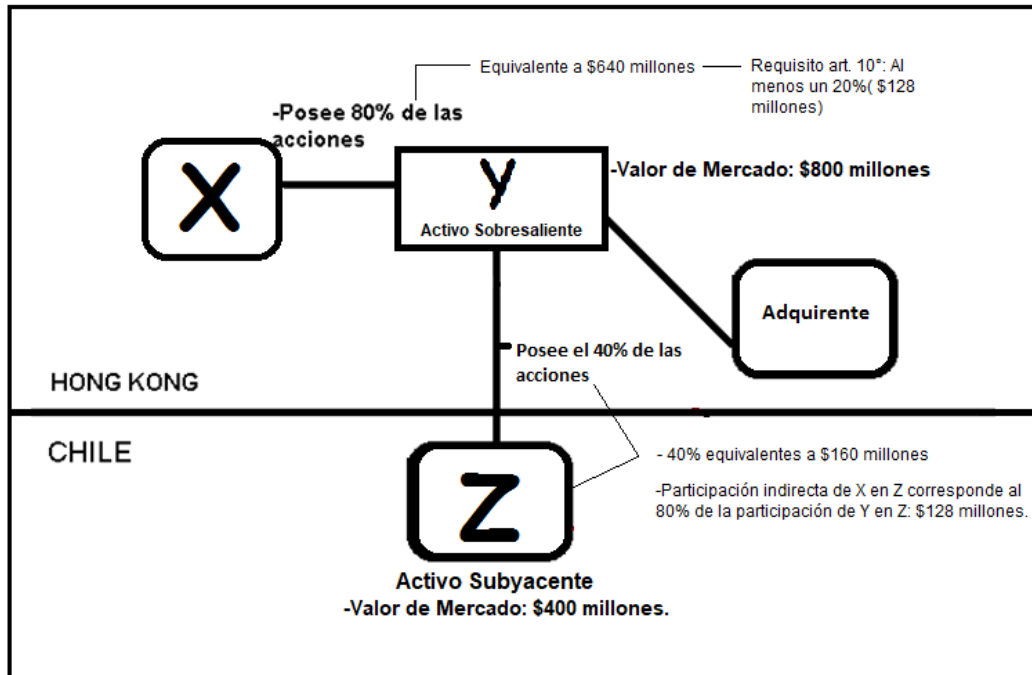 Equivalente a $640 millones
Requisito art. 10°: Al
menos un 20%( $128
millones)
-Posee 80% de las
acciones
X
y
Activo Sobresaliente
-Valor de Mercado: $800 millones
Adquirente
Posee el 40% de las
acciones
HONG KONG
CHILE
- 40% equivalentes a $160 millones
-Participación indirecta de X en Z corresponde al
80% de la participación de Y en Z: $128 millones.
Z
Activo Subyacente
-Valor de Mercado: $400 millones.